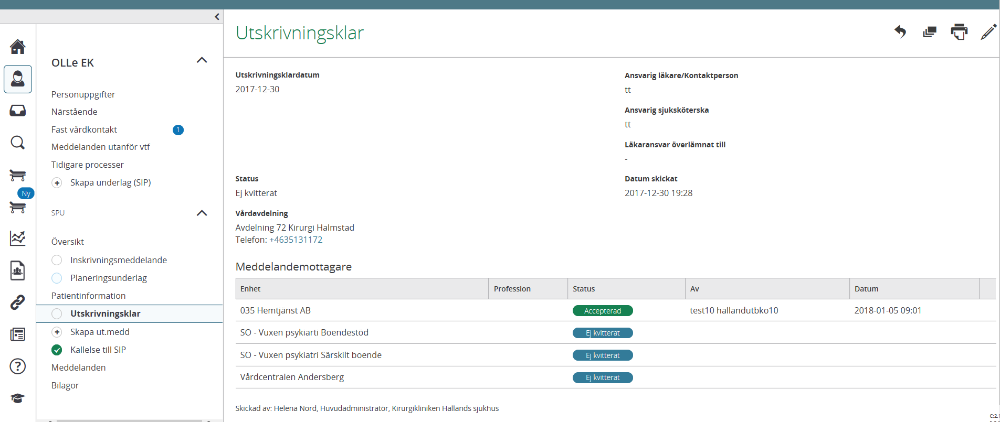 OLLe EK
Personuppgifter
Närstående
Fast vårdkontakt 1
Meddelanden utanför vtf
Tidigare processer
Skapa underlag (SIP)
Ny
SPU
Översikt
Inskrivningsmeddelande
Planeringsunderlag
Patientinformation
Utskrivningsklar
Skapa ut.medd
Kallelse till SIP
Meddelanden
Bilagor
Utskrivningsklar
Utskrivningsklardatum
2017-12-30
Ansvarig läkare/Kontaktperson
tt
Ansvarig sjuksköterska
tt
Läkaransvar överlämnat till
-
Status
Ej kvitterat
Datum skickat
2017-12-30 19:28
Vårdavdelning
Avdelning 72 Kirurgi Halmstad
Telefon: +4635131172
Meddelandemottagare
Enhet Profession Status Av Datum
035 Hemtjänst AB Accepterad test10 hallandutbko10 2018-01-05 09:01
SO - Vuxen psykiarti Boendestöd Ej kvitterat
SO - Vuxen psykiatri Särskilt boende Ej kvitterat
Vårdcentralen Andersberg Ej kvitterat
Skickad av: Helena Nord, Huvudadministratör, Kirurgikliniken Hallands sjukhus
C:2.1